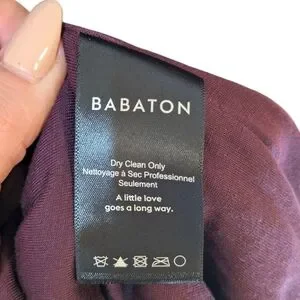 BABATON
Dry Clean Only
Nettoyage à Sec Professionnel
Seulement
A little love
goes a long way.